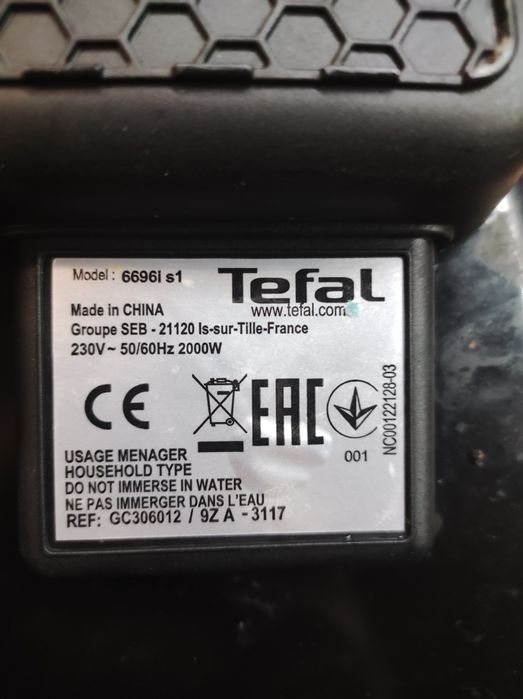 Model : 6696i s1
Tefal
www.tefal.com
Made in CHINA
Groupe SEB - 21120 Is-sur-Tille-France
230V~ 50/60Hz 2000W
CE
EAC
001
NC00122128-03
USAGE MENAGER
HOUSEHOLD TYPE
DO NOT IMMERSE IN WATER
NE PAS IMMERGER DANS L'EAU
REF: GC306012 / 9Z A - 3117